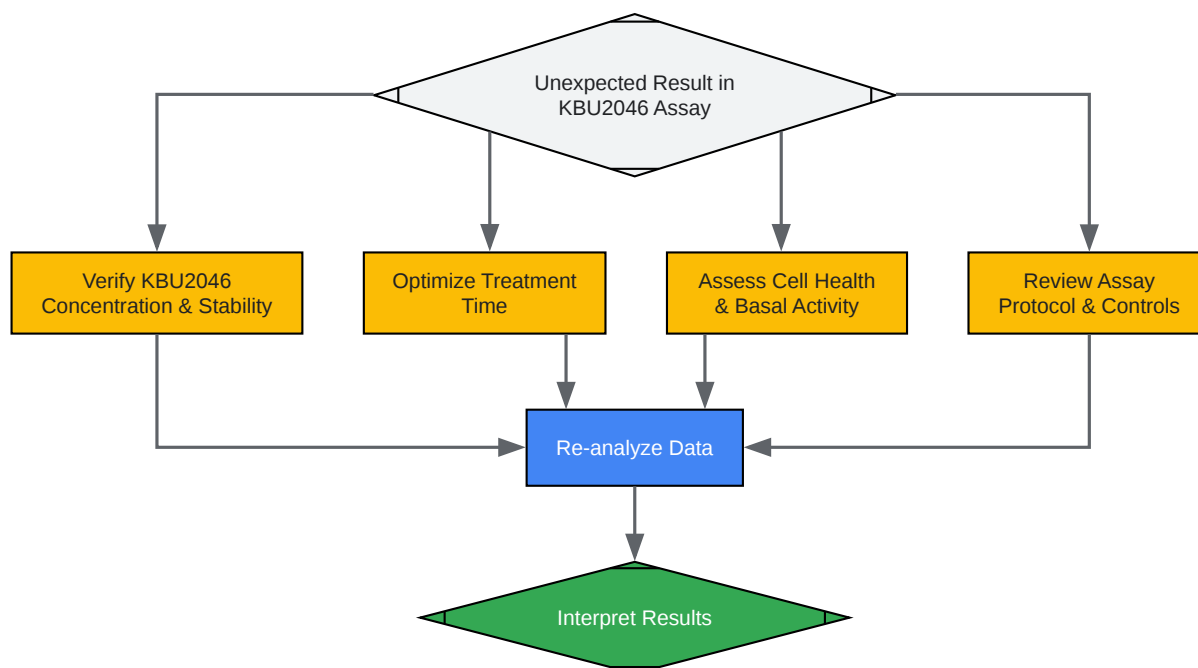 Unexpected Result in
KBU2046 Assay
Verify KBU2046
Concentration & Stability
Optimize Treatment
Time
Assess Cell Health
& Basal Activity
Review Assay
Protocol & Controls
Re-analyze Data
Interpret Results